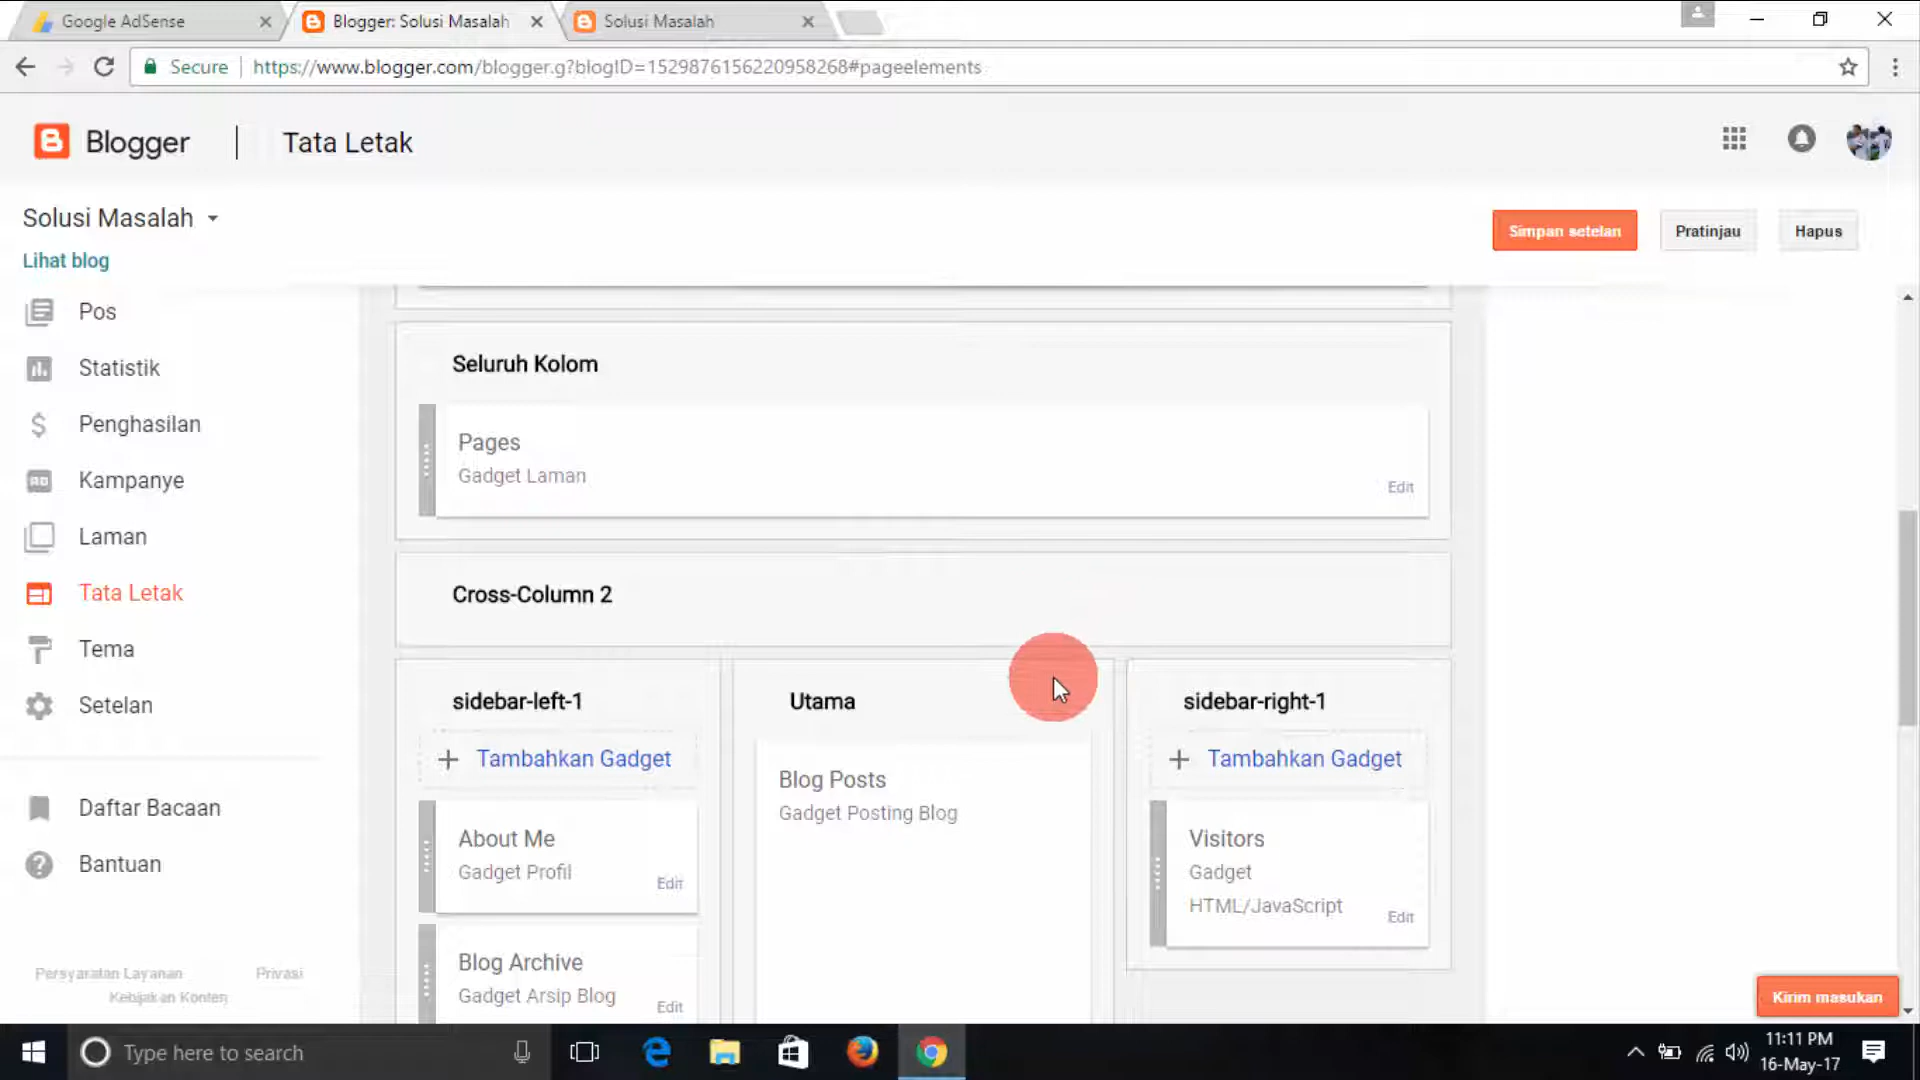 Google AdSense
Blogger: Solusi Masalah
Solusi Masalah
Secure
https://www.blogger.com/blogger.g?blogID=1529876156220958268#pageelements
Blogger
Tata Letak
Solusi Masalah
Lihat blog
Simpan setelan
Pratinjau
Hapus
Pos
Statistik
Penghasilan
Kampanye
Laman
Tata Letak
Tema
Setelan
Daftar Bacaan
Bantuan
Persyaratan Layanan
Privasi
Kebijakan Konten
Seluruh Kolom
Pages
Gadget Laman
Edit
Cross-Column 2
sidebar-left-1
+ Tambahkan Gadget
About Me
Gadget Profil
Edit
Blog Archive
Gadget Arsip Blog
Edit
Utama
Blog Posts
Gadget Posting Blog
sidebar-right-1
+ Tambahkan Gadget
Visitors
Gadget
HTML/JavaScript
Edit
Kirim masukan
Type here to search
11:11 PM
16-May-17